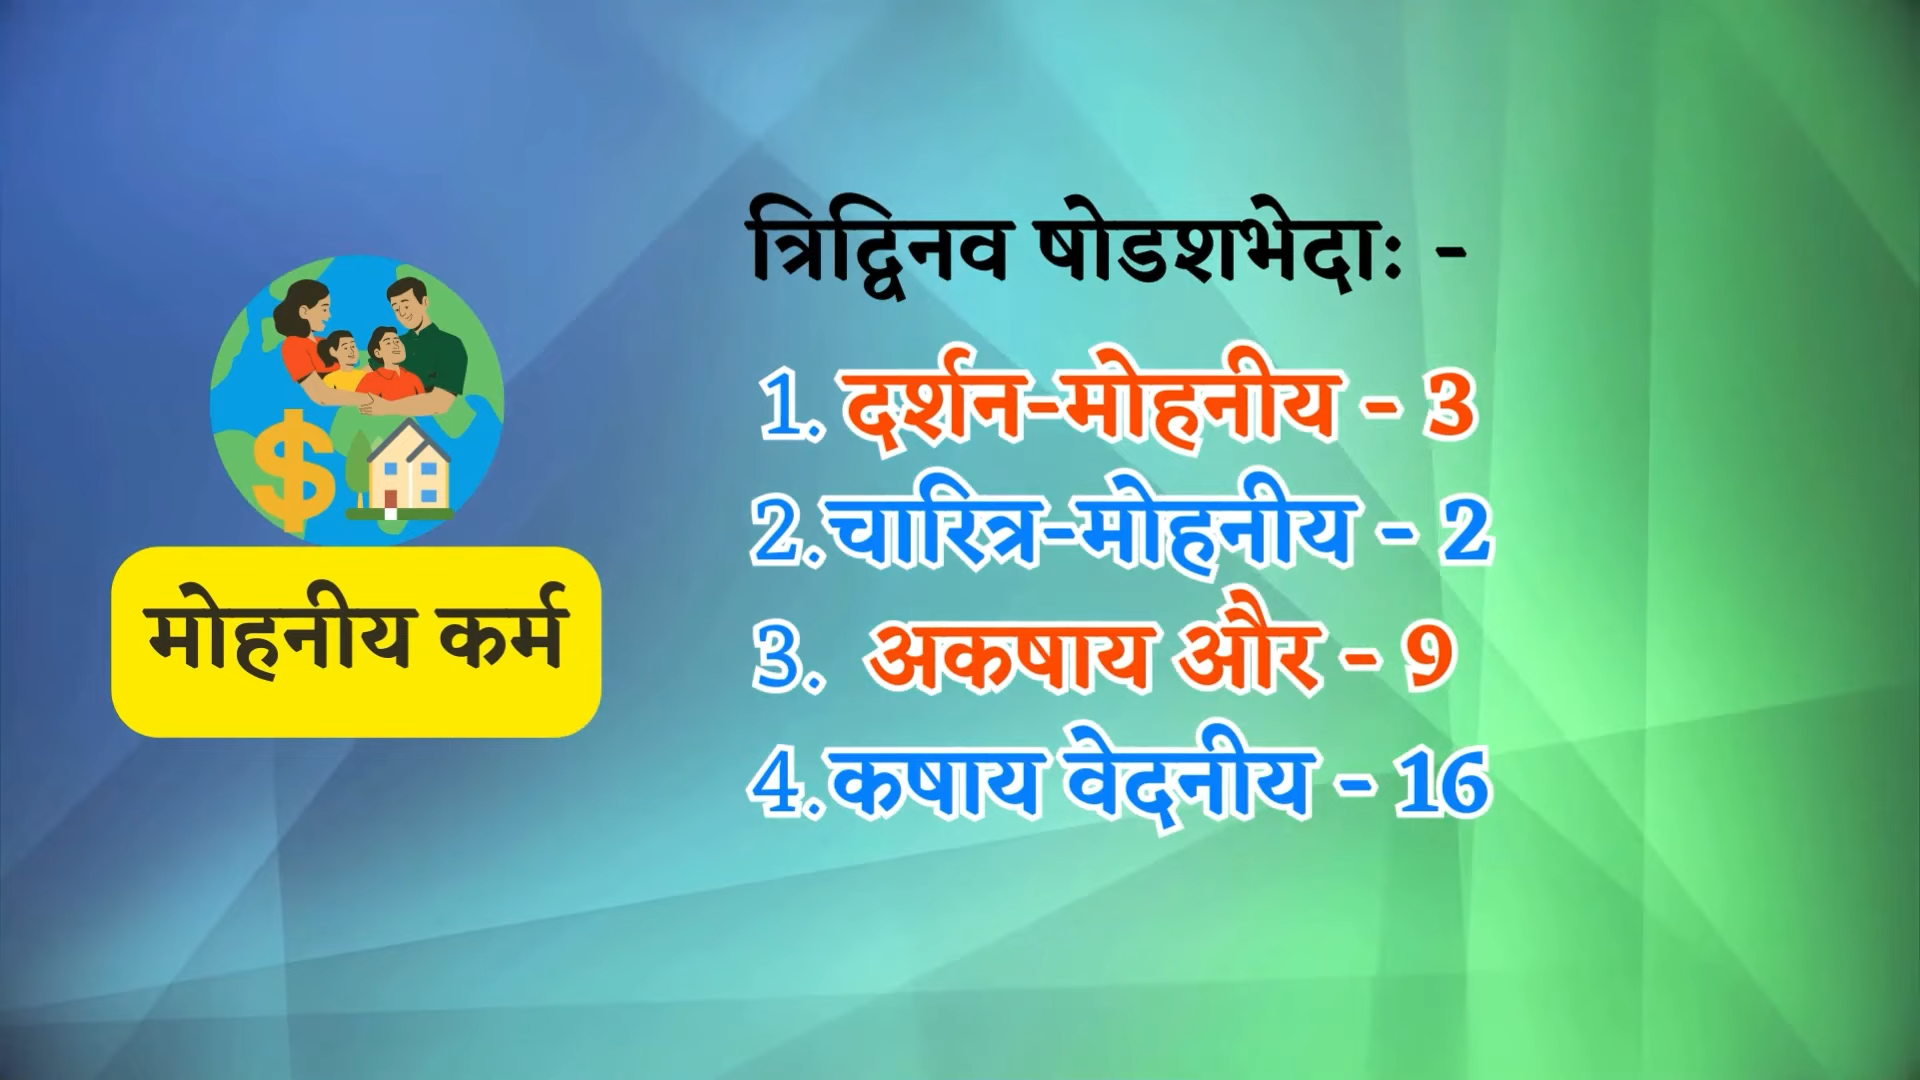 त्रिद्विनव षोडशभेदाः -
1. दर्शन-मोहनीय - 3
2. चारित्र-मोहनीय - 2
3. अकषाय और - 9
4. कषाय वेदनीय - 16
मोहनीय कर्म